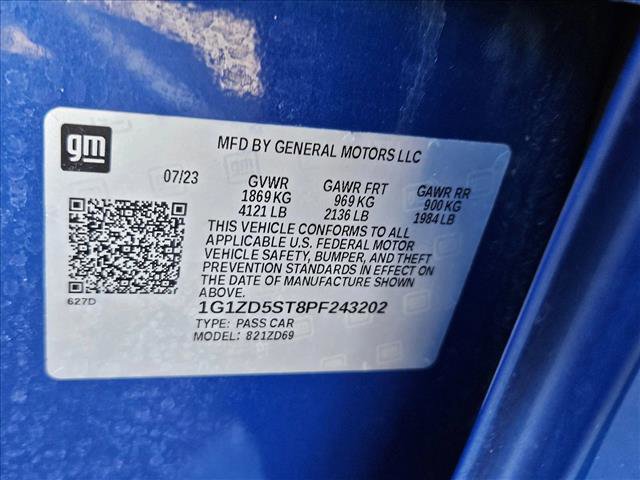 gm
MFD BY GENERAL MOTORS LLC
07/23 GVWR GAWR FRT GAWR RR
1869 KG 969 KG 900 KG
4121 LB 2136 LB 1984 LB
THIS VEHICLE CONFORMS TO ALL
APPLICABLE U.S. FEDERAL MOTOR
VEHICLE SAFETY, BUMPER, AND THEFT
PREVENTION STANDARDS IN EFFECT ON
THE DATE OF MANUFACTURE SHOWN
ABOVE.
627D
1G1ZD5ST8PF243202
TYPE: PASS CAR
MODEL: 821ZD69